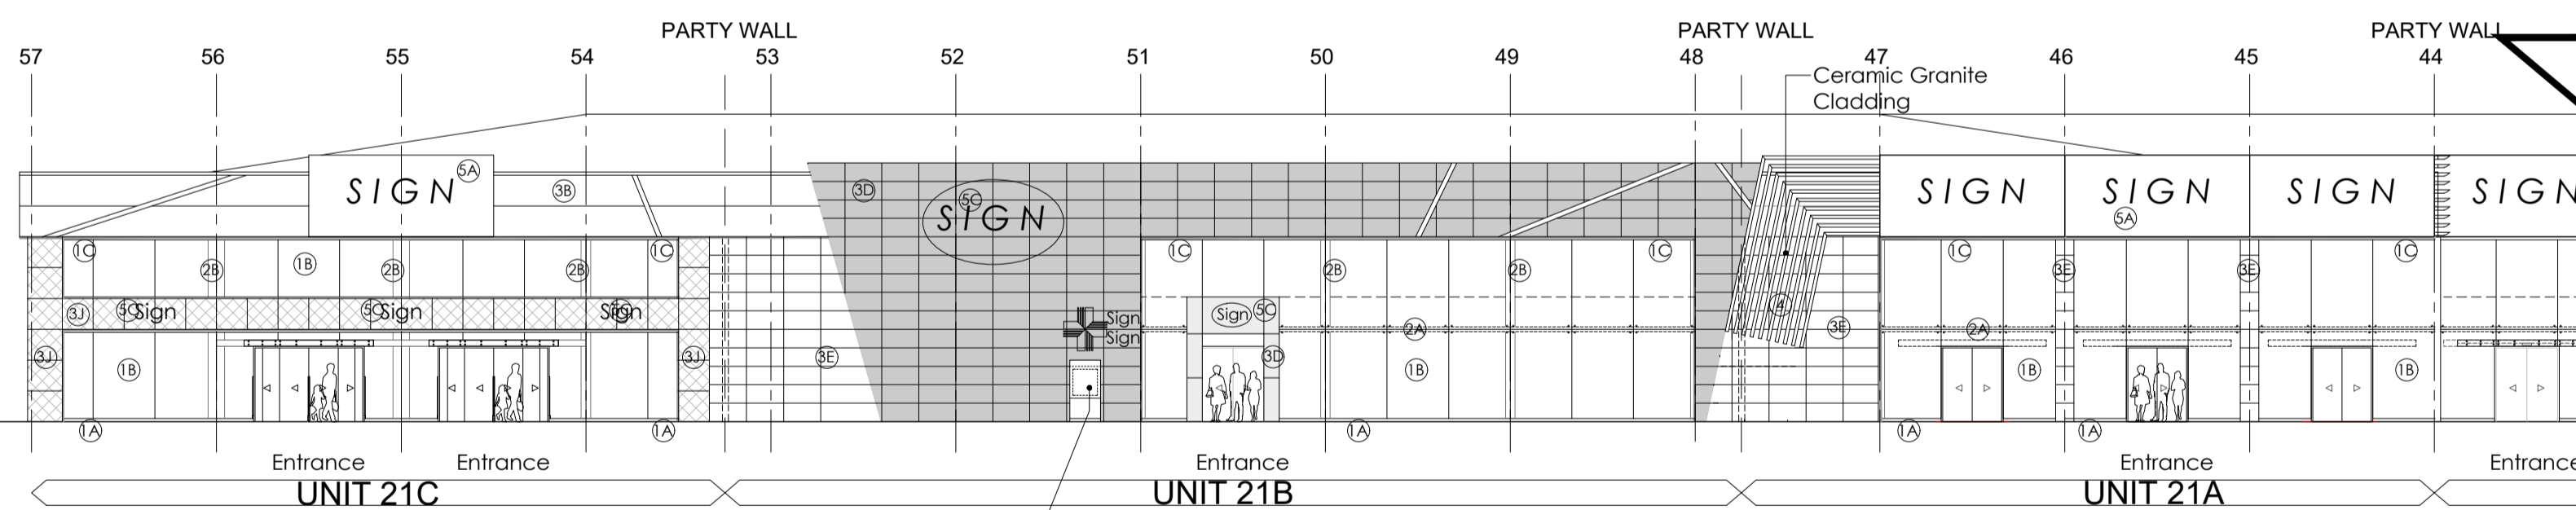 PARTY WALL PARTY WALL PARTY WALL
57 56 55 54 53 52 51 50 49 48 47 46 45 44
Ceramic Granite
Cladding
SIGN 5A 3B 3D 5C SIGN SIGN SIGN SIGN SIGN
5A
1C 1C 1C 1C 1C 1C
2B 1B 2B 2B 2B 2B 3E 3E
3J 5C Sign 5C Sign Sign Sign 5C 4
Sign
Sign
2A 3E 2A
3J 3J 3E 3D
1B 1B 1B 1B
1A 1A 1A 1A 1A
Entrance Entrance Entrance Entrance Entrance
UNIT 21C UNIT 21B UNIT 21A